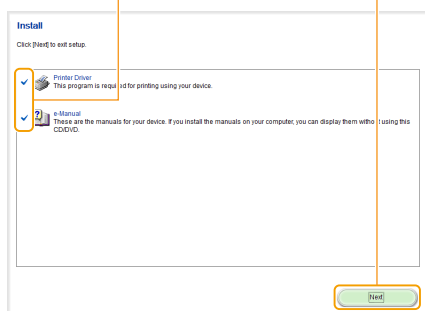 Install
Click [Next] to exit setup.
Printer Driver
This program is required for printing using your device.
e-Manual
These are the manuals for your device. If you install the manuals on your computer, you can display them without using this
CD/DVD.
Next